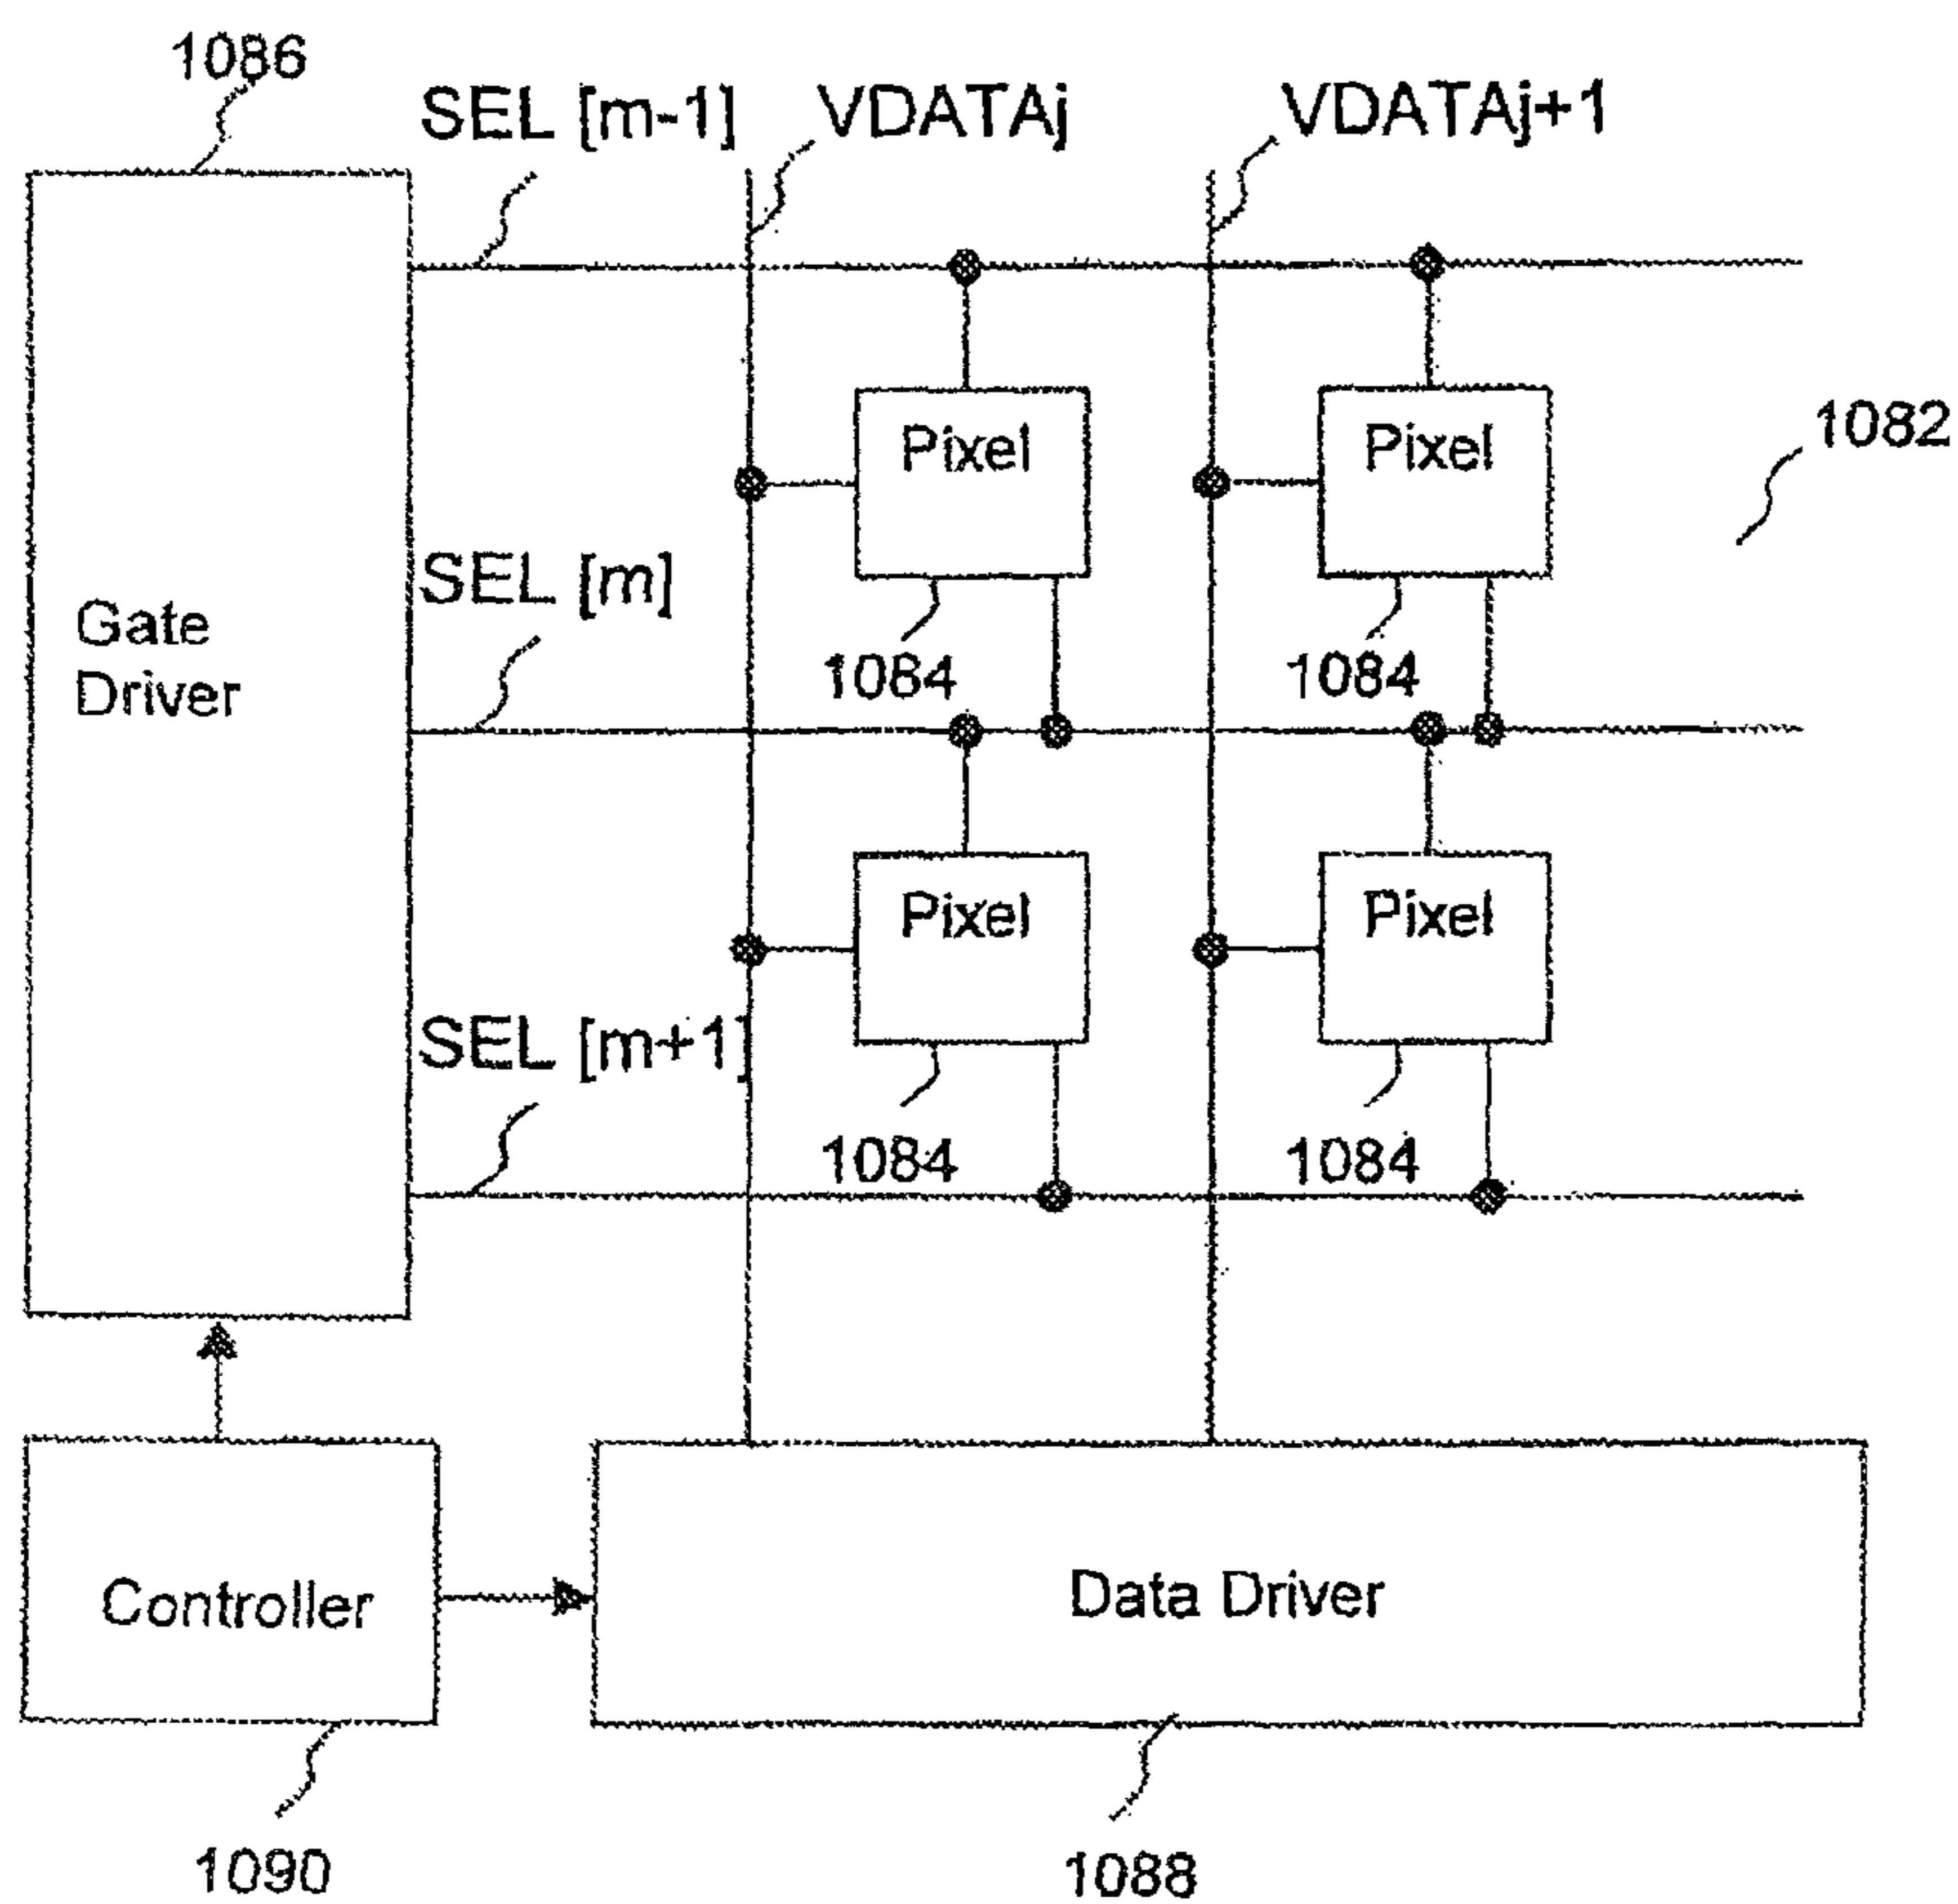 1086
SEL [m-1]
VDATAj
VDATAj+1
Pixel
Pixel
1082
SEL [m]
Gate
Driver
1084
1084
Pixel
Pixel
SEL [m+1]
1084
1084
Controller
Data Driver
1090
1088